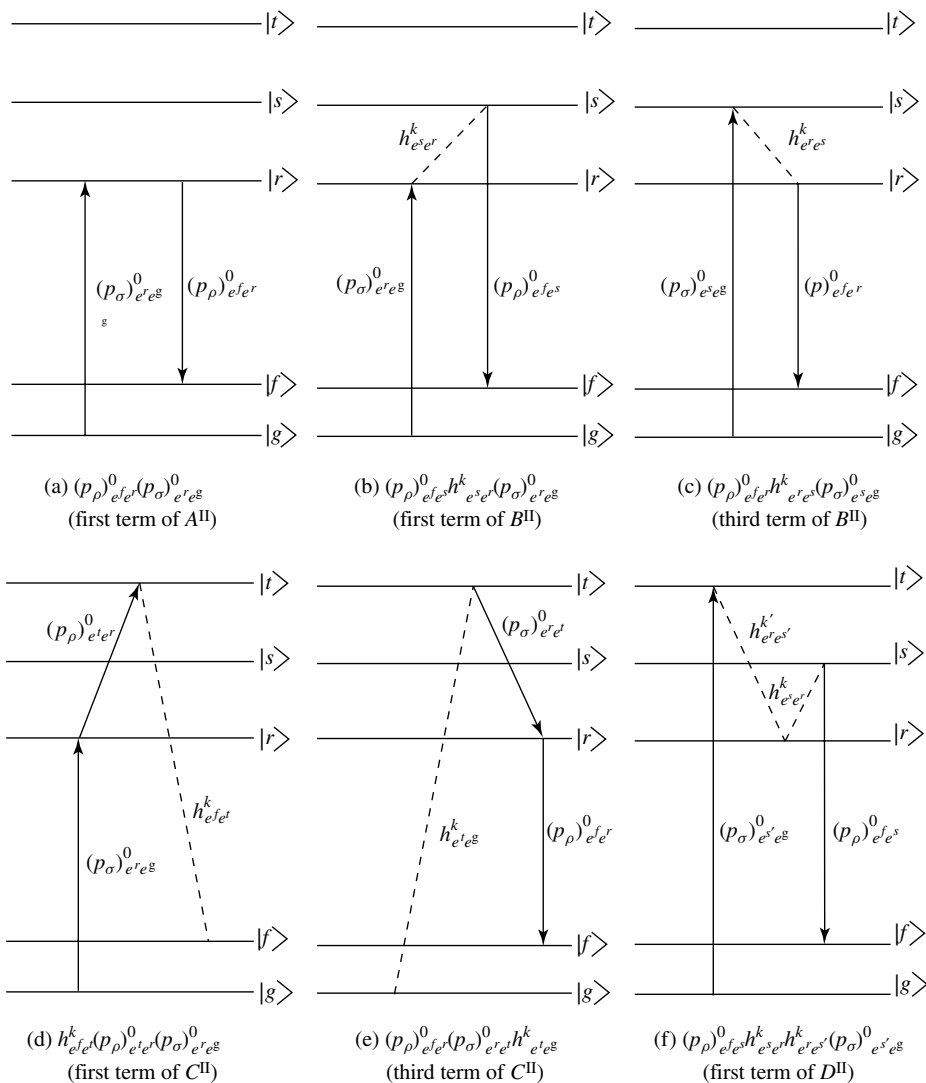 |t> |t> |t>
|s> |s> |s>
h^k_{e^s e^r} h^k_{e^r e^s}
|r> |r> |r>
(p_σ)^0_{e^r e^g} (p_ρ)^0_{e^f e^r} (p_σ)^0_{e^r e^g} (p_ρ)^0_{e^f e^s} (p_σ)^0_{e^s e^g} (p)^0_{e^f e^r}
g
|f> |f> |f>
|g> |g> |g>
(a) (p_ρ)^0_{e^f e^r}(p_σ)^0_{e^r e^g} (b) (p_ρ)^0_{e^f e^s}h^k_{e^s e^r}(p_σ)^0_{e^r e^g} (c) (p_ρ)^0_{e^f e^r}h^k_{e^r e^s}(p_σ)^0_{e^s e^g}
(first term of A^II) (first term of B^II) (third term of B^II)
|t> |t> |t>
(p_ρ)^0_{e^t e^r} (p_σ)^0_{e^r e^t} h^{k'}_{e^r e^{s'}}
|s> |s> |s>
h^k_{e^s e^r}
|r> |r> |r>
h^k_{e^f e^t} h^k_{e^t e^g} (p_ρ)^0_{e^f e^r} (p_σ)^0_{e^{s'} e^g} (p_ρ)^0_{e^f e^s}
(p_σ)^0_{e^r e^g}
|f> |f> |f>
|g> |g> |g>
(d) h^k_{e^f e^t}(p_ρ)^0_{e^t e^r}(p_σ)^0_{e^r e^g} (e) (p_ρ)^0_{e^f e^r}(p_σ)^0_{e^r e^t}h^k_{e^t e^g} (f) (p_ρ)^0_{e^f e^s}h^k_{e^s e^r}h^k_{e^r e^{s'}}(p_σ)^0_{e^{s'} e^g}
(first term of C^II) (third term of C^II) (first term of D^II)